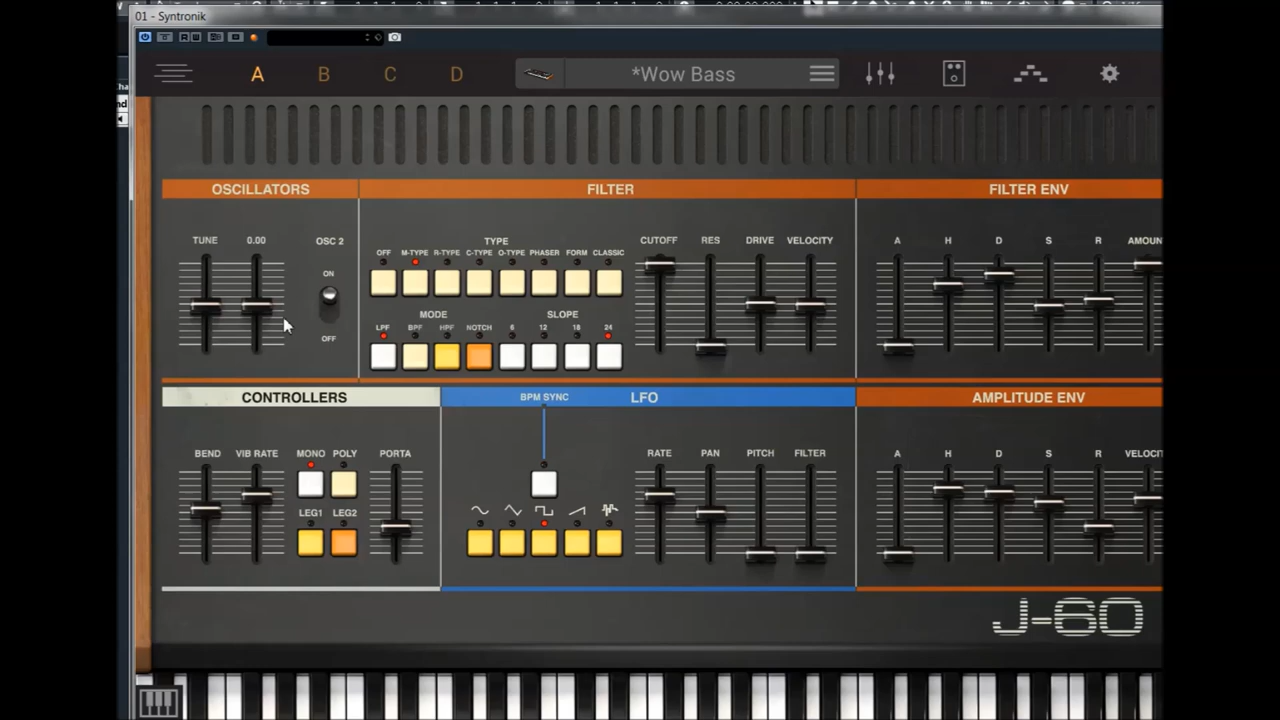 01 - Syntronik
R W
A B C D *Wow Bass
OSCILLATORS FILTER FILTER ENV
TUNE 0.00 OSC 2 TYPE CUTOFF RES DRIVE VELOCITY A H D S R AMOUN
OFF M-TYPE R-TYPE C-TYPE O-TYPE PHASER FORM CLASSIC
ON
MODE SLOPE
LPF BPF HPF NOTCH 6 12 18 24
OFF
CONTROLLERS BPM SYNC LFO AMPLITUDE ENV
BEND VIB RATE MONO POLY PORTA RATE PAN PITCH FILTER A H D S R VELOCI
LEG1 LEG2
J-60